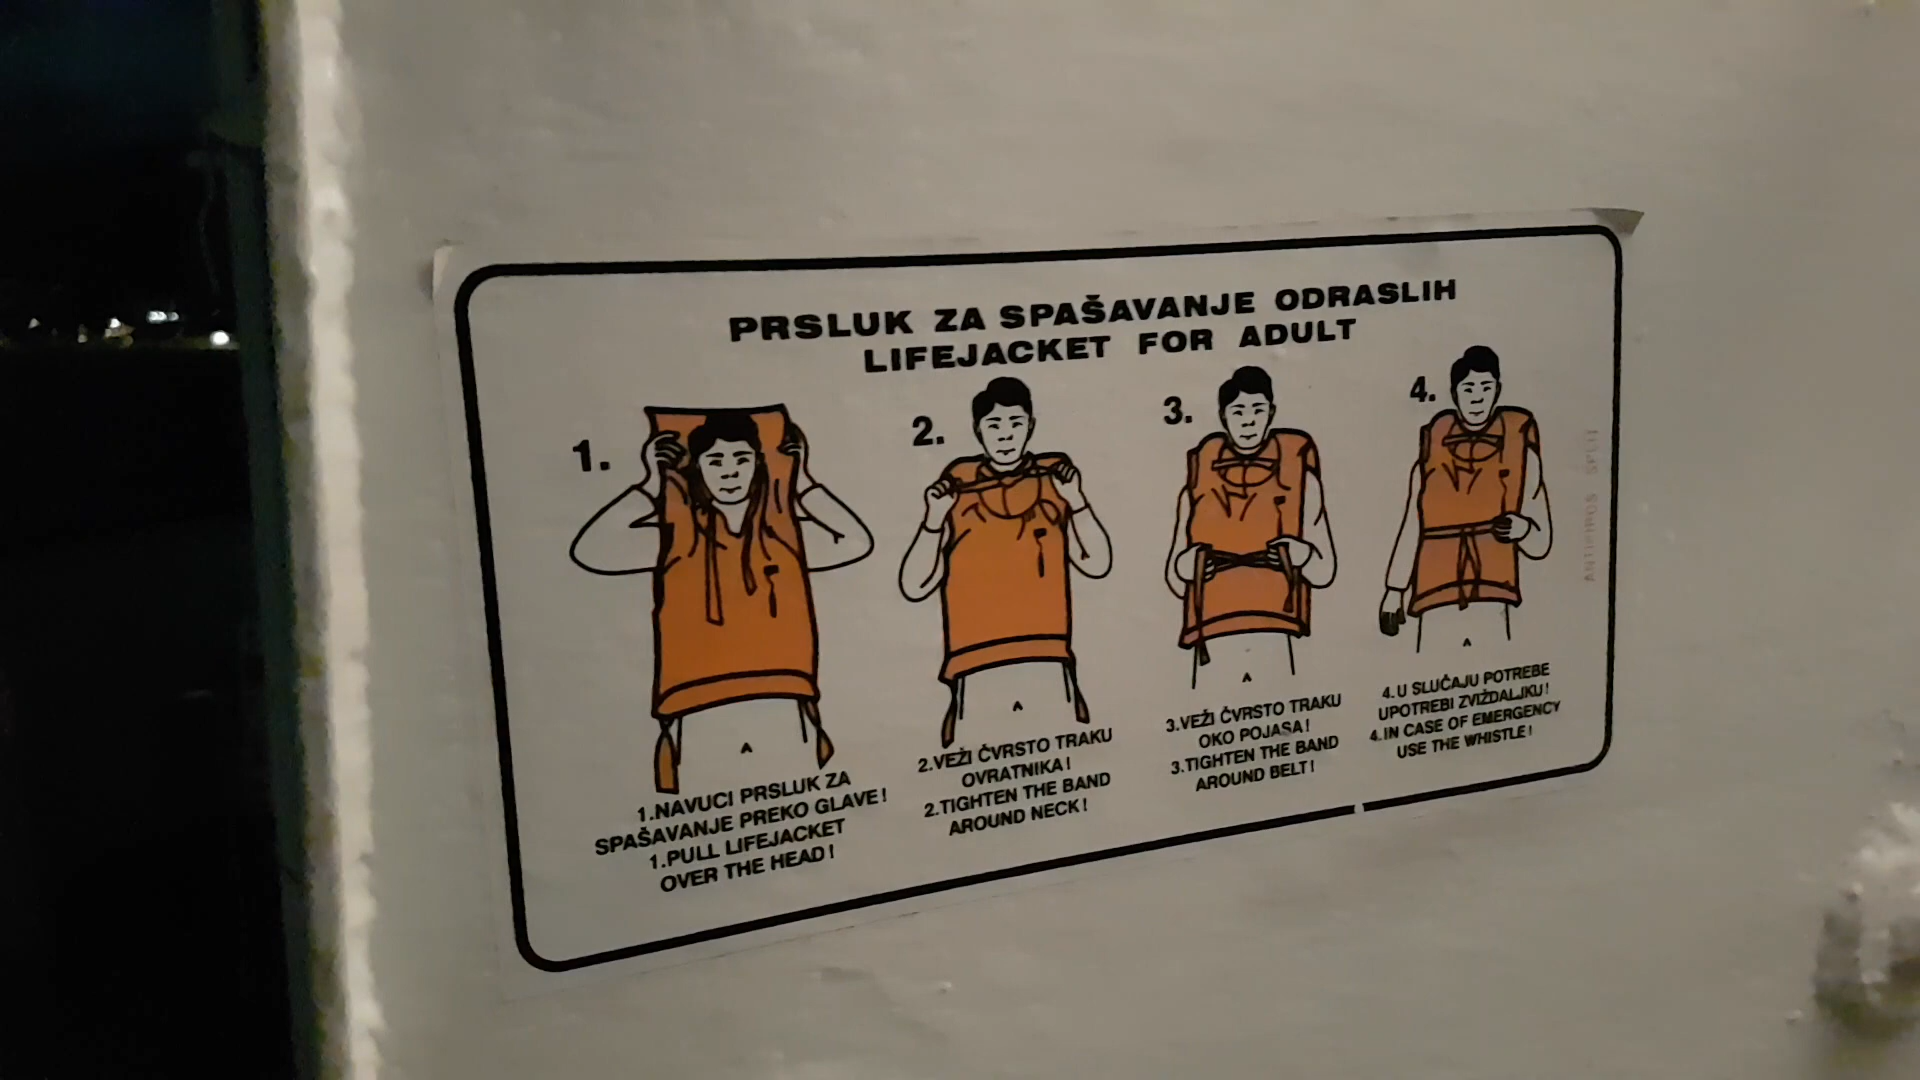 PRSLUK ZA SPAŠAVANJE ODRASLIH
LIFEJACKET FOR ADULT
1.
2.
3.
4.
1.NAVUCI PRSLUK ZA
SPAŠAVANJE PREKO GLAVE!
1.PULL LIFEJACKET
OVER THE HEAD!
2.VEŽI ČVRSTO TRAKU
OVRATNIKA!
2.TIGHTEN THE BAND
AROUND NECK!
3.VEŽI ČVRSTO TRAKU
OKO POJASA!
3.TIGHTEN THE BAND
AROUND BELT!
4.U SLUČAJU POTREBE
UPOTREBI ZVIŽDALJKU!
4.IN CASE OF EMERGENCY
USE THE WHISTLE!
SPLIT